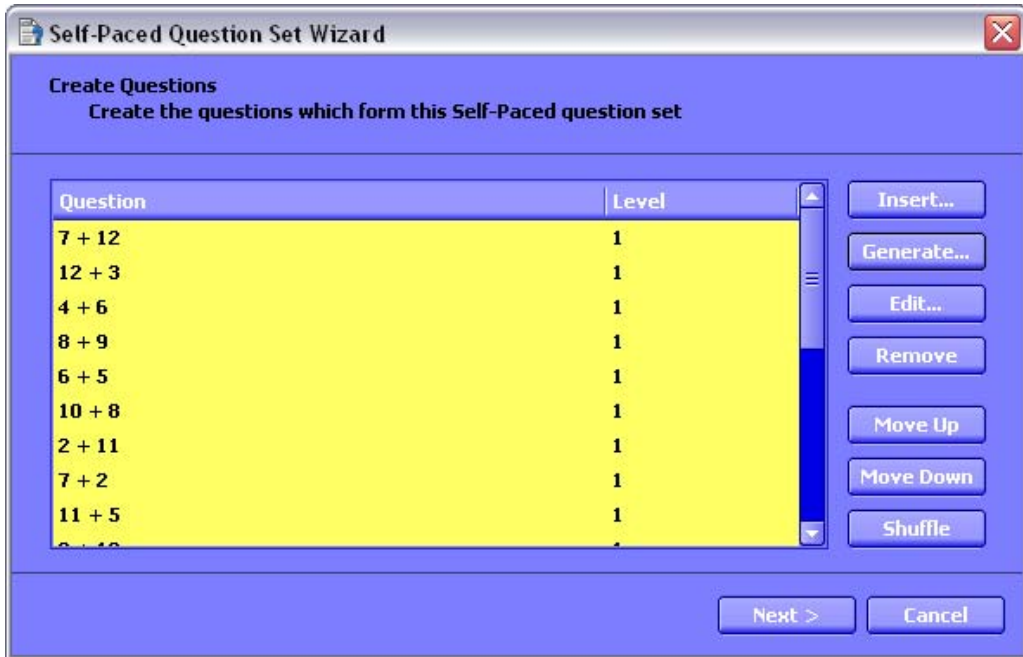 Self-Paced Question Set Wizard
Create Questions
Create the questions which form this Self-Paced question set
Question Level
7 + 12 1
12 + 3 1
4 + 6 1
8 + 9 1
6 + 5 1
10 + 8 1
2 + 11 1
7 + 2 1
11 + 5 1
Insert...
Generate...
Edit...
Remove
Move Up
Move Down
Shuffle
Next >
Cancel